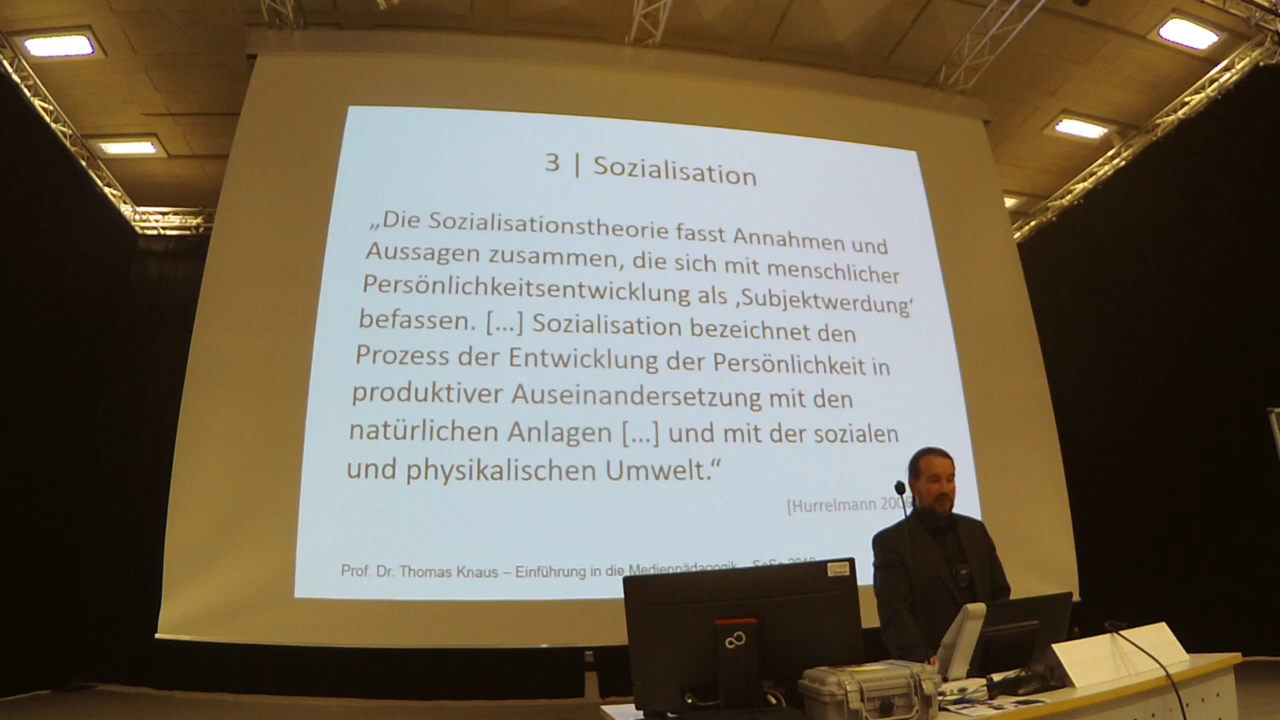 3 | Sozialisation
„Die Sozialisationstheorie fasst Annahmen und
Aussagen zusammen, die sich mit menschlicher
Persönlichkeitsentwicklung als ‚Subjektwerdung‘
befassen. […] Sozialisation bezeichnet den
Prozess der Entwicklung der Persönlichkeit in
produktiver Auseinandersetzung mit den
natürlichen Anlagen […] und mit der sozialen
und physikalischen Umwelt.“
[Hurrelmann
Prof. Dr. Thomas Knaus – Einführung in die Medienpädagogik – SoSe